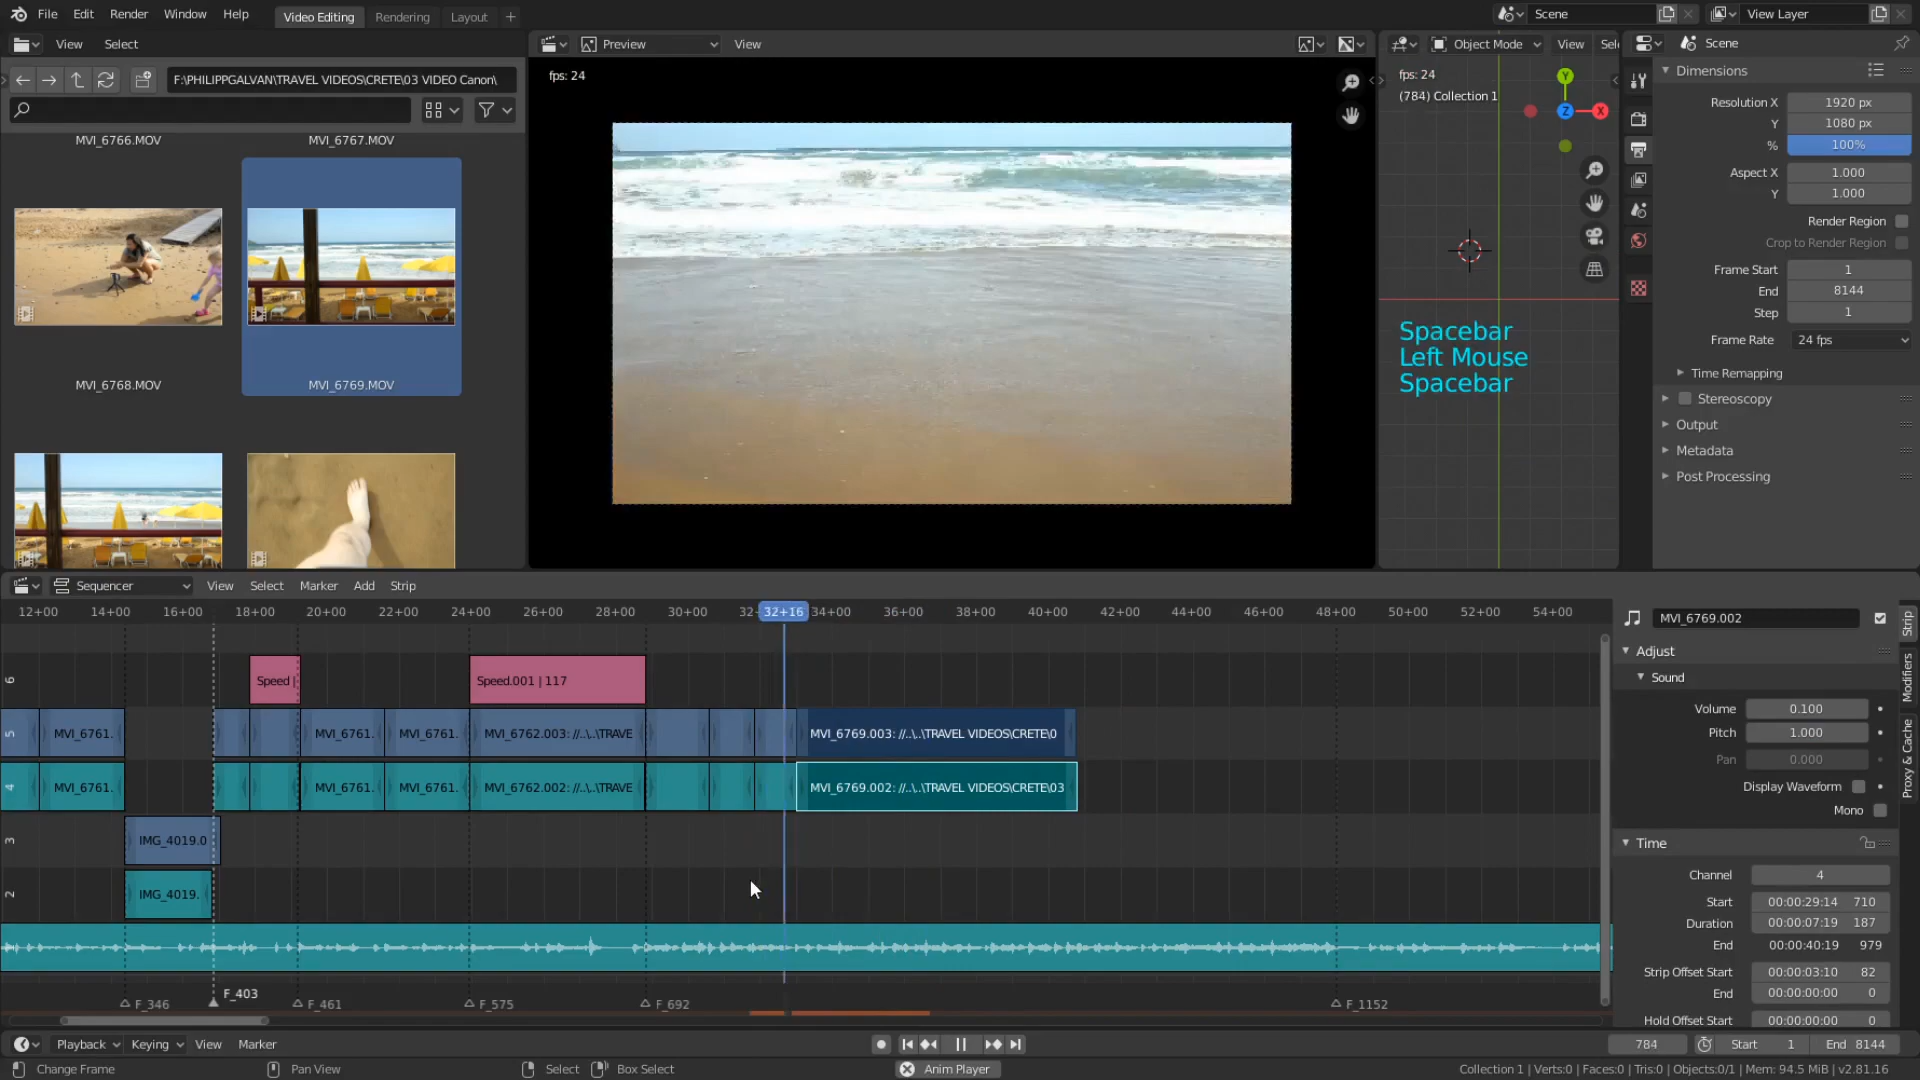 File Edit Render Window Help Video Editing Rendering Layout + Scene View Layer
View Select Preview View Object Mode View Sel Scene
F:\PHILIPPGALVAN\TRAVEL VIDEOS\CRETE\03 VIDEO Canon\
fps: 24
fps: 24
(784) Collection 1
Y
Z
X
MVI_6766.MOV
MVI_6767.MOV
MVI_6768.MOV
MVI_6769.MOV
Spacebar
Left Mouse
Spacebar
Dimensions
Resolution X 1920 px
Y 1080 px
% 100%
Aspect X 1.000
Y 1.000
Render Region
Crop to Render Region
Frame Start 1
End 8144
Step 1
Frame Rate 24 fps
Time Remapping
Stereoscopy
Output
Metadata
Post Processing
Sequencer View Select Marker Add Strip
12+00 14+00 16+00 18+00 20+00 22+00 24+00 26+00 28+00 30+00 32+16 34+00 36+00 38+00 40+00 42+00 44+00 46+00 48+00 50+00 52+00 54+00
6 Speed | Speed.001 | 117
5 MVI_6761. MVI_6761. MVI_6761. MVI_6762.003: //..\..\TRAVE MVI_6769.003: //..\..\TRAVEL VIDEOS\CRETE\0
4 MVI_6761. MVI_6761. MVI_6761. MVI_6762.002: //..\..\TRAVE MVI_6769.002: //..\..\TRAVEL VIDEOS\CRETE\03
3 IMG_4019.0
2 IMG_4019.
F_346 F_403 F_461 F_575 F_692 F_1152
MVI_6769.002
Strip
Modifiers
Proxy & Cache
Adjust
Sound
Volume 0.100
Pitch 1.000
Pan 0.000
Display Waveform
Mono
Time
Channel 4
Start 00:00:29:14 710
Duration 00:00:07:19 187
End 00:00:40:19 979
Strip Offset Start 00:00:03:10 82
End 00:00:00:00 0
Hold Offset Start 00:00:00:00 0
Playback Keying View Marker 784 Start 1 End 8144
Change Frame Pan View Select Box Select Anim Player Collection 1 | Verts:0 | Faces:0 | Tris:0 | Objects:0/1 | Mem: 94.5 MiB | v2.81.16